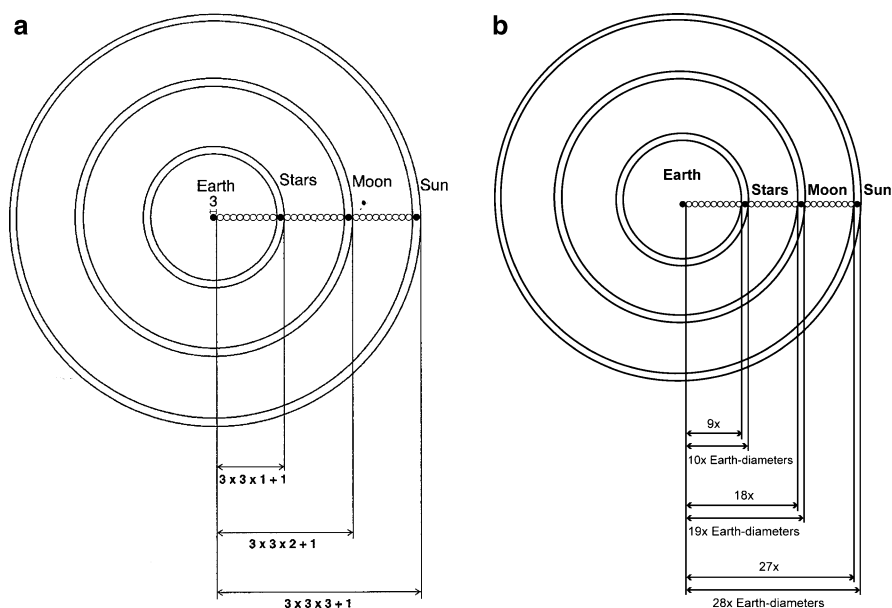 a
Earth
3
Stars
Moon
Sun
3 x 3 x 1 + 1
3 x 3 x 2 + 1
3 x 3 x 3 + 1
b
Earth
Stars
Moon
Sun
9x
10x Earth-diameters
18x
19x Earth-diameters
27x
28x Earth-diameters